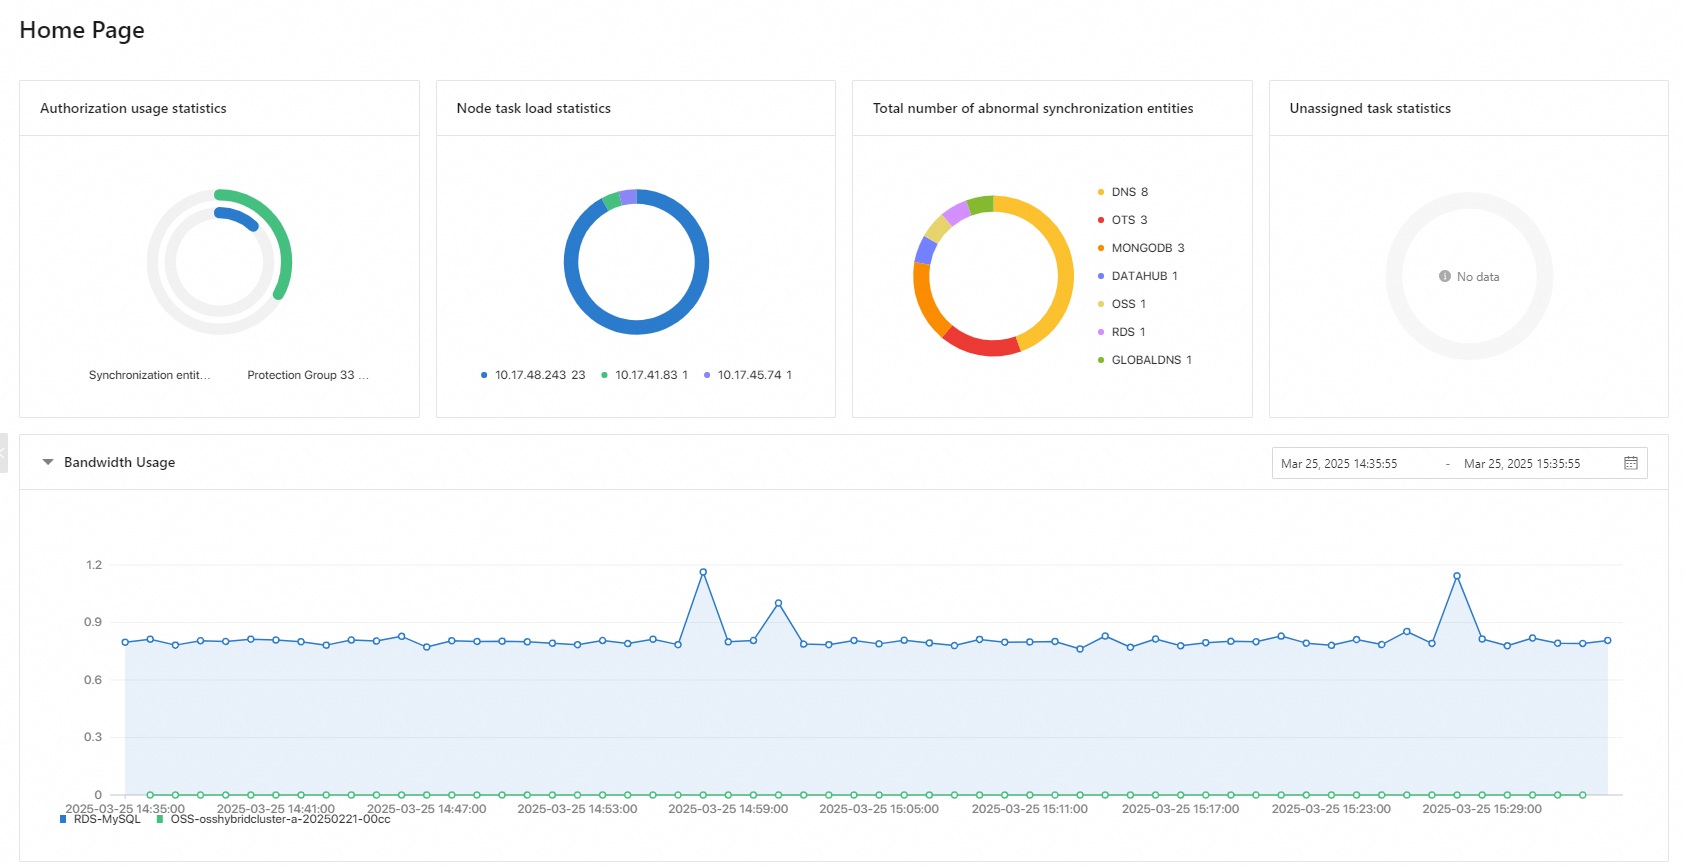 Home Page
Authorization usage statistics
Synchronization entit...
Protection Group 33 ...
Node task load statistics
10.17.48.243 23
10.17.41.83 1
10.17.45.74 1
Total number of abnormal synchronization entities
DNS 8
OTS 3
MONGODB 3
DATAHUB 1
OSS 1
RDS 1
GLOBALDNS 1
Unassigned task statistics
No data
Bandwidth Usage
Mar 25, 2025 14:35:55 - Mar 25, 2025 15:35:55
1.2
0.9
0.6
0.3
0
2025-03-25 14:35:00 2025-03-25 14:41:00 2025-03-25 14:47:00 2025-03-25 14:53:00 2025-03-25 14:59:00 2025-03-25 15:05:00 2025-03-25 15:11:00 2025-03-25 15:17:00 2025-03-25 15:23:00 2025-03-25 15:29:00
RDS-MySQL OSS-osshybridcluster-a-20250221-00cc